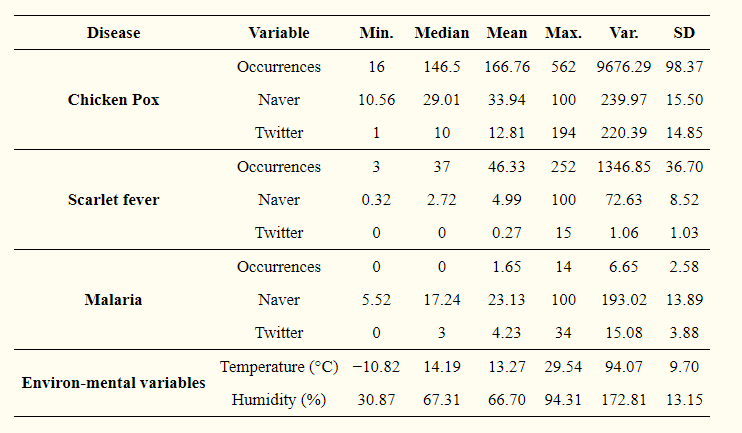 Disease Variable Min. Median Mean Max. Var. SD
Occurrences 16 146.5 166.76 562 9676.29 98.37
Chicken Pox Naver 10.56 29.01 33.94 100 239.97 15.50
Twitter 1 10 12.81 194 220.39 14.85
Occurrences 3 37 46.33 252 1346.85 36.70
Scarlet fever Naver 0.32 2.72 4.99 100 72.63 8.52
Twitter 0 0 0.27 15 1.06 1.03
Occurrences 0 0 1.65 14 6.65 2.58
Malaria Naver 5.52 17.24 23.13 100 193.02 13.89
Twitter 0 3 4.23 34 15.08 3.88
Environ-mental variables Temperature (°C) −10.82 14.19 13.27 29.54 94.07 9.70
Humidity (%) 30.87 67.31 66.70 94.31 172.81 13.15